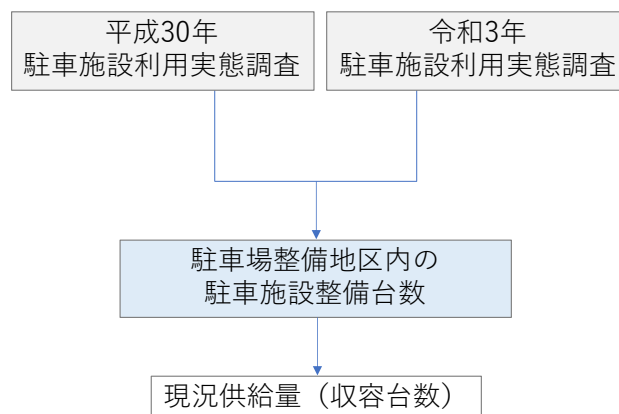 平成30年
駐車施設利用実態調査
令和3年
駐車施設利用実態調査
駐車場整備地区内の
駐車施設整備台数
現況供給量（収容台数）